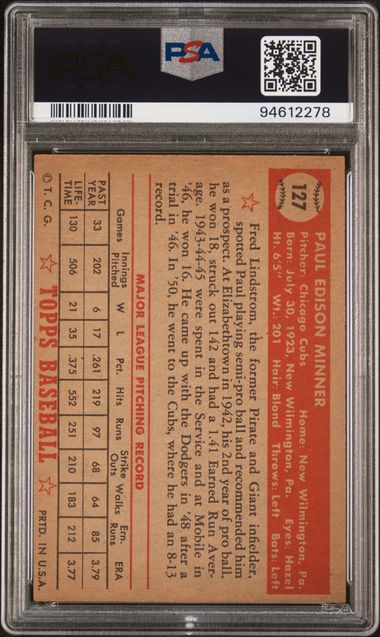 PSA
PSA
94612278
127
PAUL EDISON MINNER
Pitcher: Chicago Cubs Home: New Wilmington, Pa.
Born: July 30, 1923, New Wilmington, Pa. Eyes: Hazel
Ht: 6'5" Wt: 201 Hair: Blond Throws: Left Bats: Left
Fred Lindstrom, the former Pirate and Giant infielder,
spotted Paul playing semi-pro ball and recommended him
as a prospect. At Elizabethtown in 1942, his 2nd year of pro ball,
he won 18, struck out 142 and had a 1.41 Earned Run Aver-
age. 1943-44-45 were spent in the Service and at Mobile in
'46, he won 16. He came up with the Dodgers in '48 after a
trial in '46. In '50, he went to the Cubs, where he had an 8-13
record.
MAJOR LEAGUE PITCHING RECORD
Games Innings Pitched W L Pct. Hits Runs Strike Outs Walks Ern. Runs ERA
PAST YEAR 33 202 6 17 .261 219 97 68 64 85 3.79
LIFE-TIME 130 506 21 35 .375 552 251 210 183 212 3.77
© T. C. G. TOPPS BASEBALL PRTD. IN U.S.A.